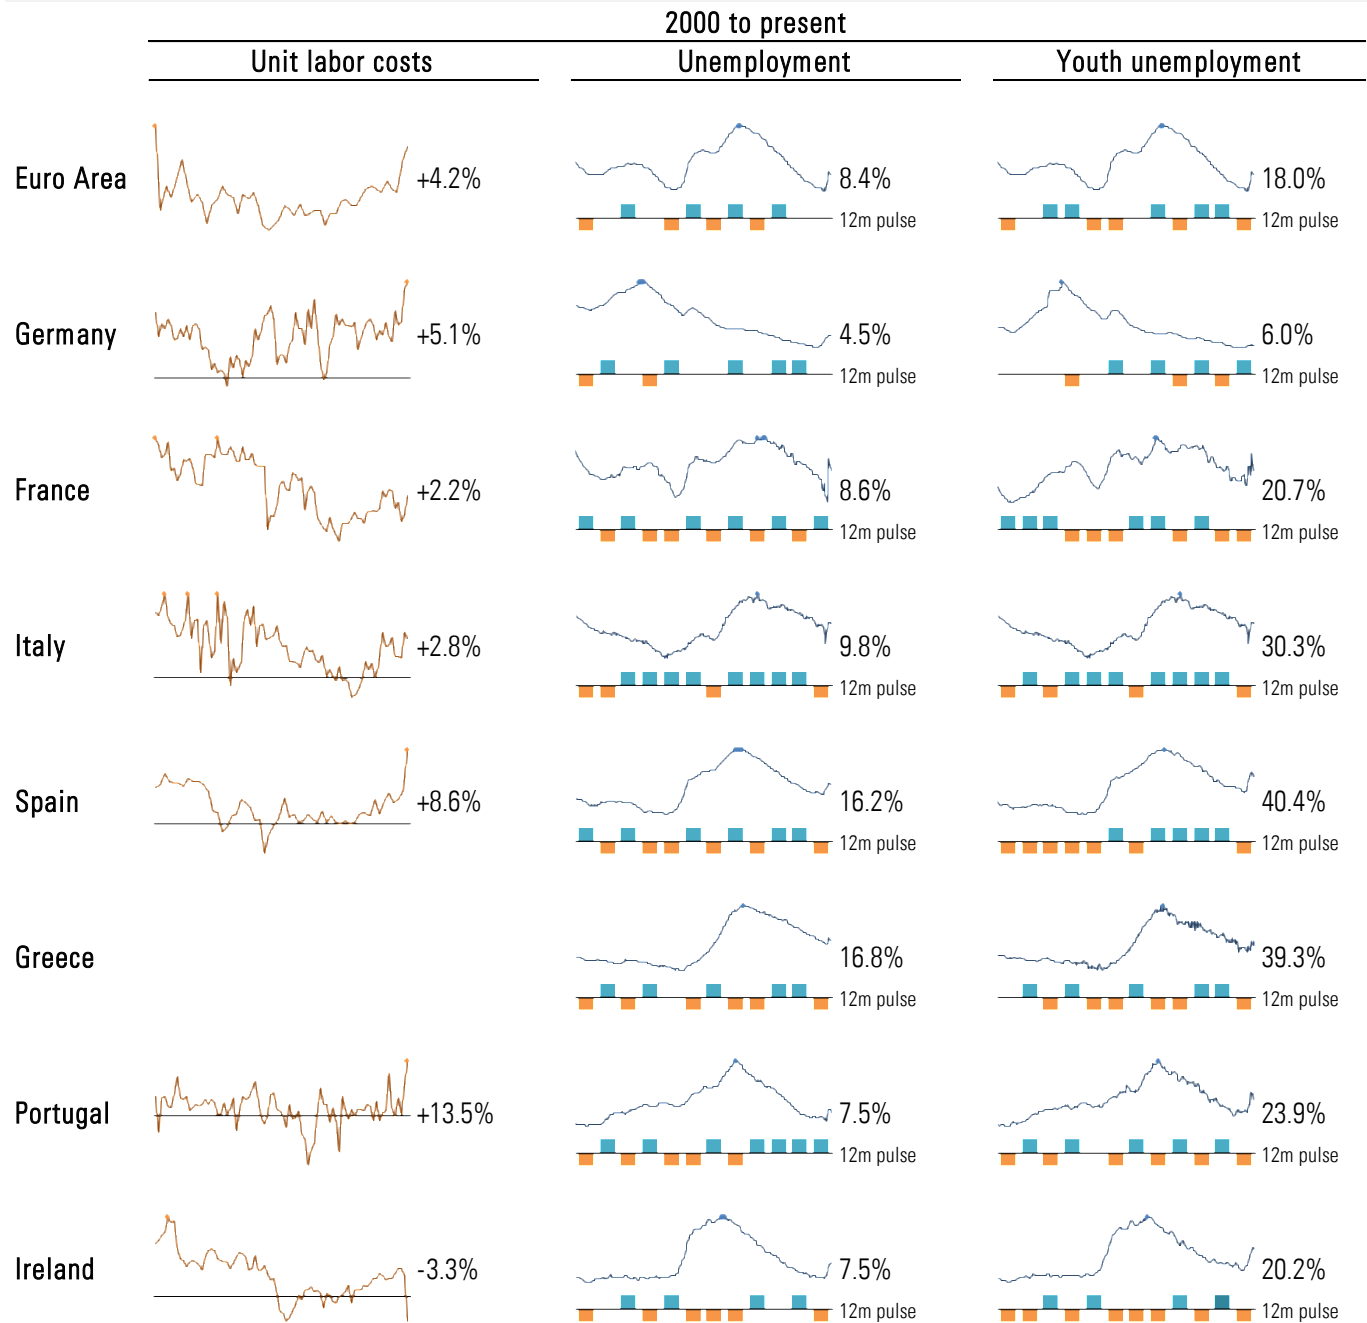 2000 to present
Unit labor costs Unemployment Youth unemployment
Euro Area +4.2% 8.4% 18.0%
12m pulse 12m pulse
Germany +5.1% 4.5% 6.0%
12m pulse 12m pulse
France +2.2% 8.6% 20.7%
12m pulse 12m pulse
Italy +2.8% 9.8% 30.3%
12m pulse 12m pulse
Spain +8.6% 16.2% 40.4%
12m pulse 12m pulse
Greece 16.8% 39.3%
12m pulse 12m pulse
Portugal +13.5% 7.5% 23.9%
12m pulse 12m pulse
Ireland -3.3% 7.5% 20.2%
12m pulse 12m pulse